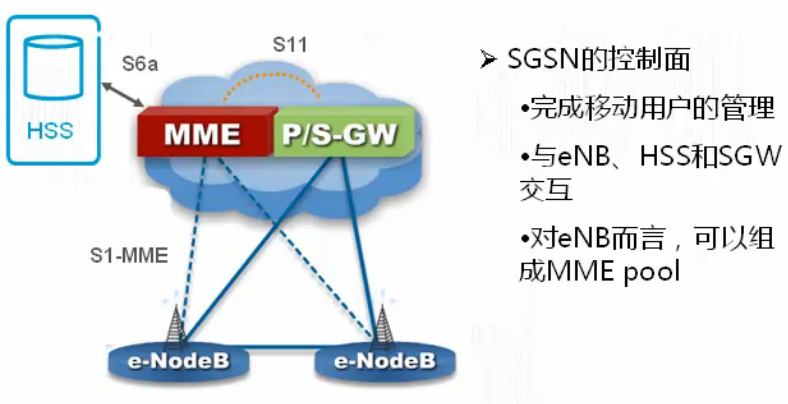 S11
S6a
HSS
MME
P/S-GW
S1-MME
e-NodeB
e-NodeB
➢ SGSN的控制面
•完成移动用户的管理
•与eNB、HSS和SGW
交互
•对eNB而言，可以组
成MME pool